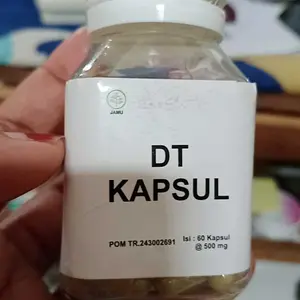 JAMU
DT
KAPSUL
Isi : 60 Kapsul
POM TR.243002691
@ 500 mg